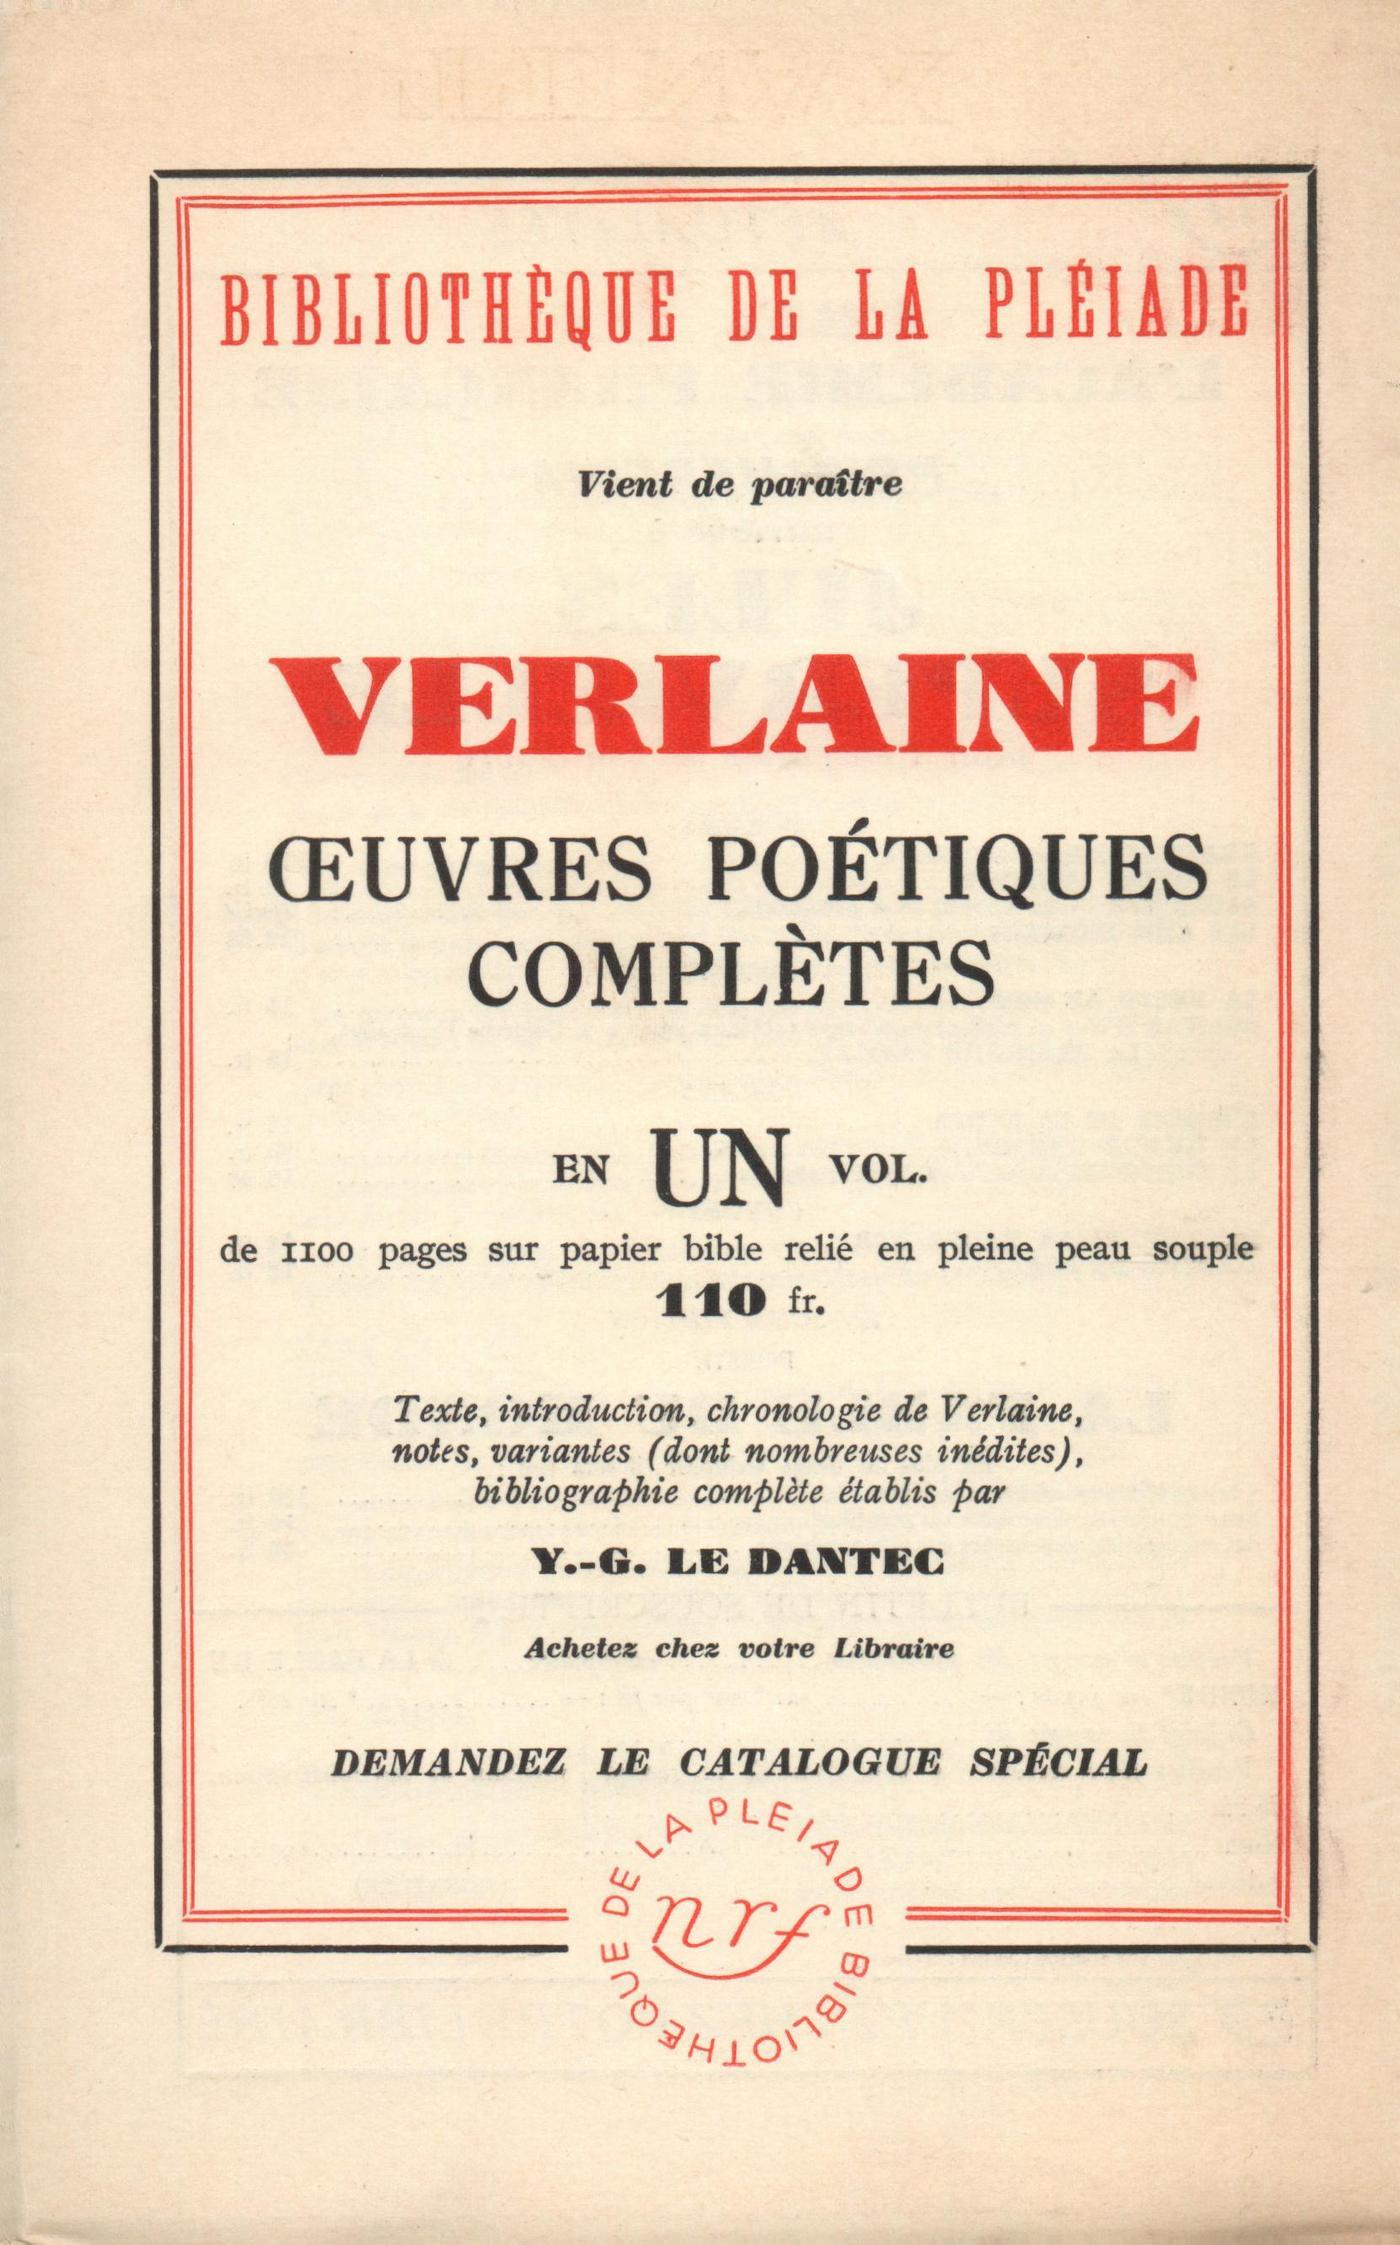 BIBLIOTHÈQUE DE LA PLÉIADE
Vient de paraître
VERLAINE
ŒUVRES POÉTIQUES
COMPLÈTES
EN UN VOL.
de 1100 pages sur papier bible relié en pleine peau souple
110 fr.
Texte, introduction, chronologie de Verlaine,
notes, variantes (dont nombreuses inédites),
bibliographie complète établis par
Y.-G. LE DANTEC
Achetez chez votre Libraire
DEMANDEZ LE CATALOGUE SPÉCIAL
BIBLIOTHEQUE DE LA PLEIADE
nrf